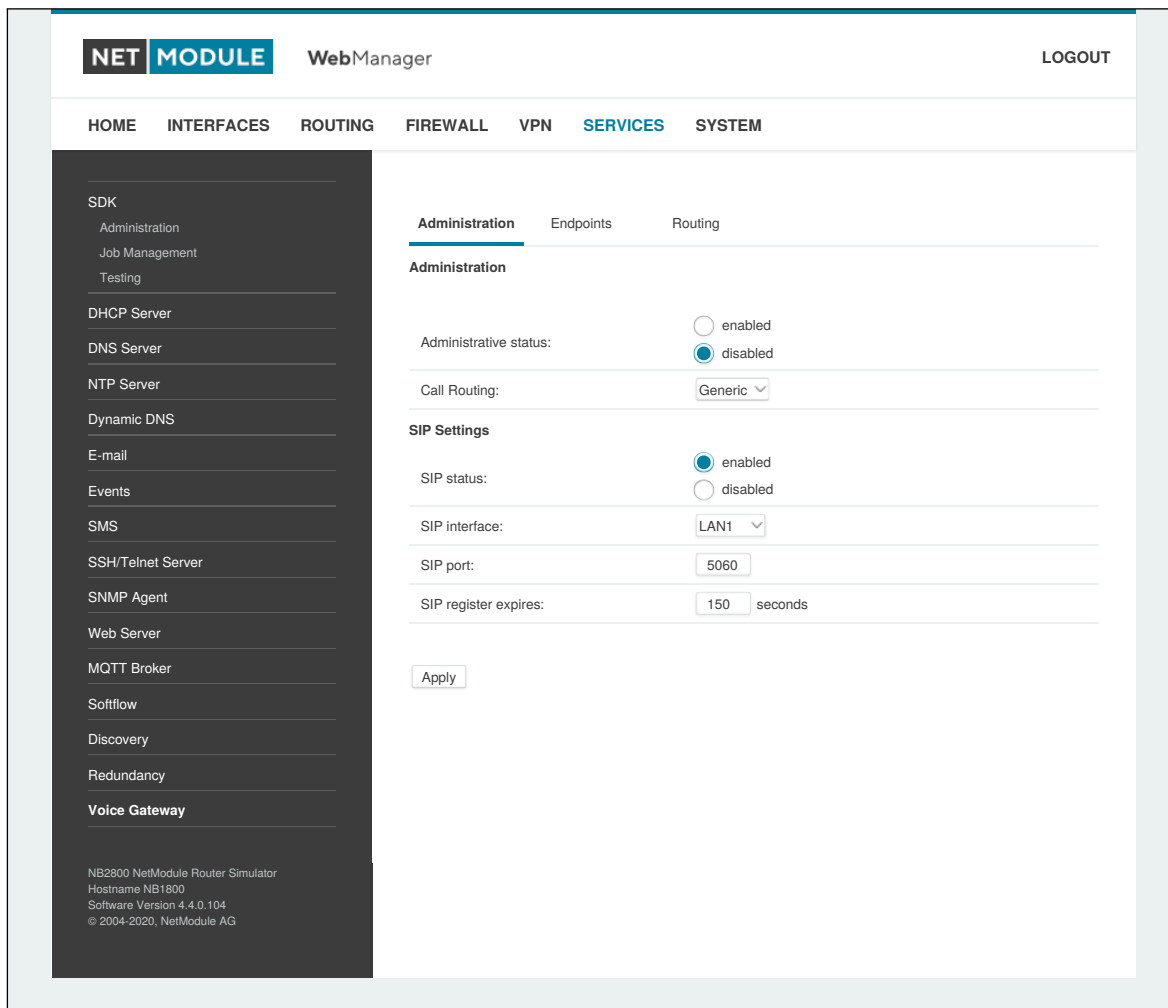 NET MODULE WebManager LOGOUT
HOME INTERFACES ROUTING FIREWALL VPN SERVICES SYSTEM
SDK
Administration
Job Management
Testing
DHCP Server
DNS Server
NTP Server
Dynamic DNS
E-mail
Events
SMS
SSH/Telnet Server
SNMP Agent
Web Server
MQTT Broker
Softflow
Discovery
Redundancy
Voice Gateway
NB2800 NetModule Router Simulator
Hostname NB1800
Software Version 4.4.0.104
© 2004-2020, NetModule AG
Administration Endpoints Routing
Administration
Administrative status:
enabled
disabled
Call Routing: Generic
SIP Settings
SIP status:
enabled
disabled
SIP interface: LAN1
SIP port: 5060
SIP register expires: 150 seconds
Apply